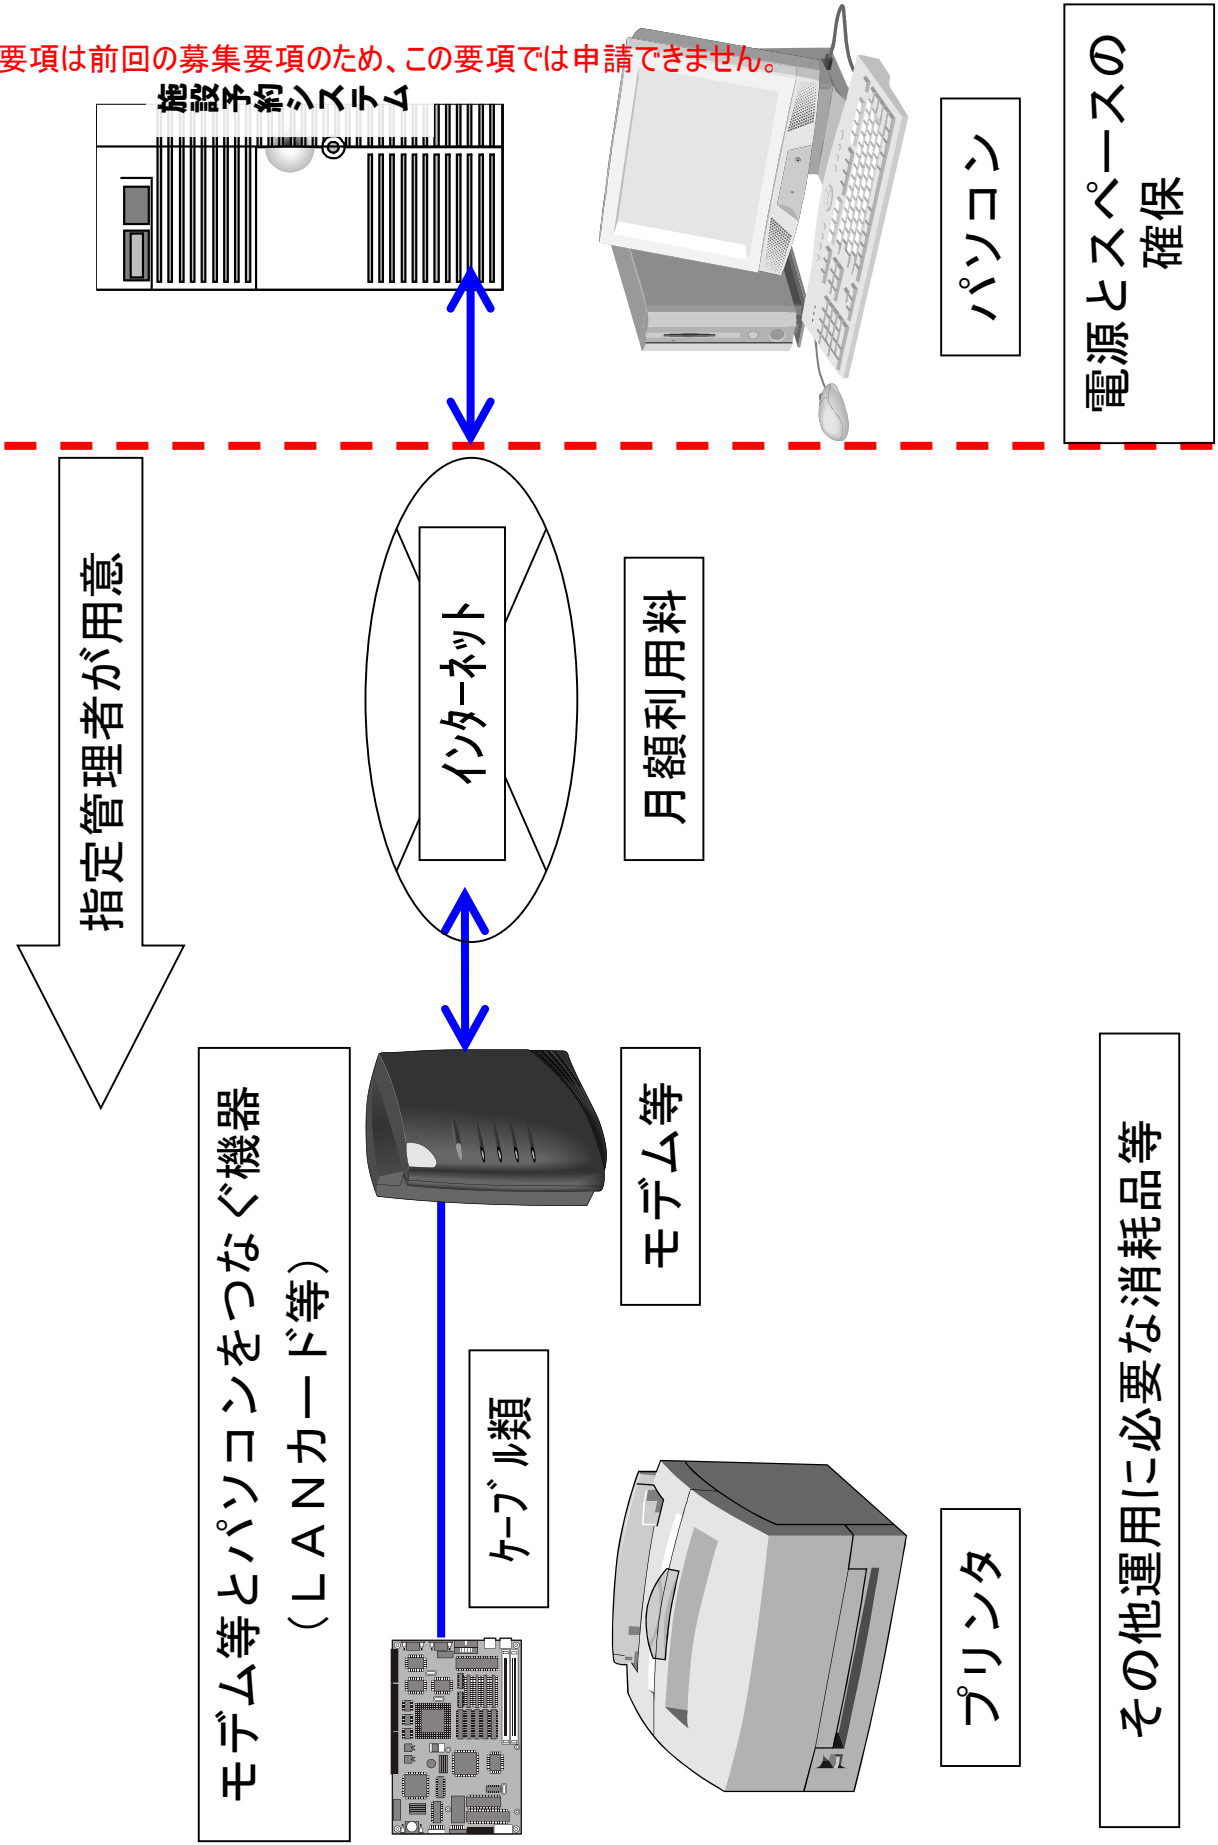 要項は前回の募集要項のため、この要項では申請できません。
施設予約システム
指定管理者が用意
モデム等とパソコンをつなぐ機器
（ＬＡＮカード等）
インターネット
ケーブル類
モデム等
月額利用料
パソコン
プリンタ
電源とスペースの
確保
その他運用に必要な消耗品等